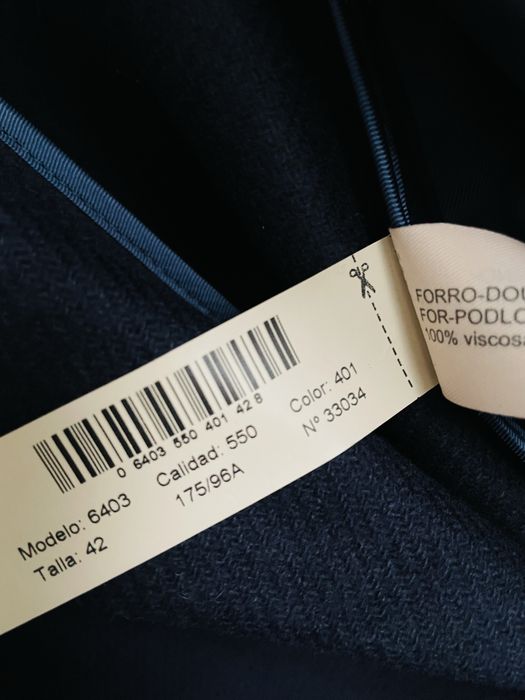 0 6403 550 401 42 8
Modelo: 6403 Calidad: 550 Color: 401
Talla: 42 175/96A Nº 33034
FORRO-DOU
FOR-PODLO
100% viscosa